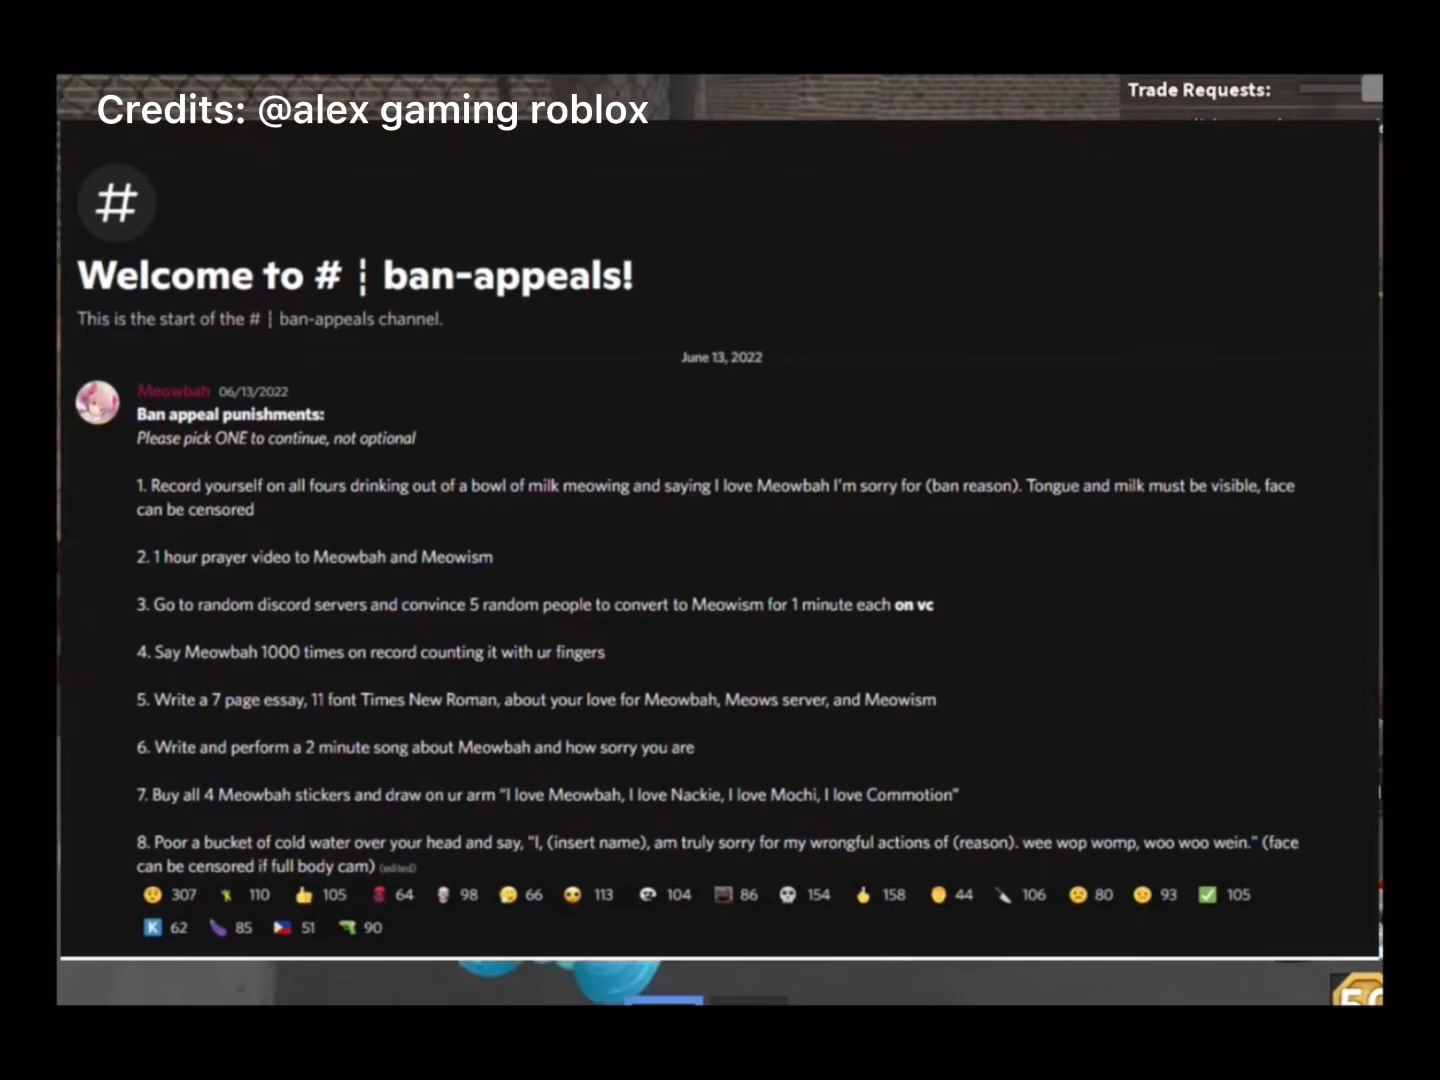 Credits: @alex gaming roblox
Trade Requests:
#
Welcome to # ┊ ban-appeals!
This is the start of the # ┊ ban-appeals channel.
June 13, 2022
Meowbah 06/13/2022
Ban appeal punishments:
Please pick ONE to continue, not optional
1. Record yourself on all fours drinking out of a bowl of milk meowing and saying I love Meowbah I'm sorry for (ban reason). Tongue and milk must be visible, face
can be censored
2. 1 hour prayer video to Meowbah and Meowism
3. Go to random discord servers and convince 5 random people to convert to Meowism for 1 minute each on vc
4. Say Meowbah 1000 times on record counting it with ur fingers
5. Write a 7 page essay, 11 font Times New Roman, about your love for Meowbah, Meows server, and Meowism
6. Write and perform a 2 minute song about Meowbah and how sorry you are
7. Buy all 4 Meowbah stickers and draw on ur arm "I love Meowbah, I love Nackie, I love Mochi, I love Commotion"
8. Poor a bucket of cold water over your head and say, "I, (insert name), am truly sorry for my wrongful actions of (reason). wee wop womp, woo woo wein." (face
can be censored if full body cam) (edited)
307 110 105 64 98 66 113 104 86 154 158 44 106 80 93 105
K 62 85 51 90